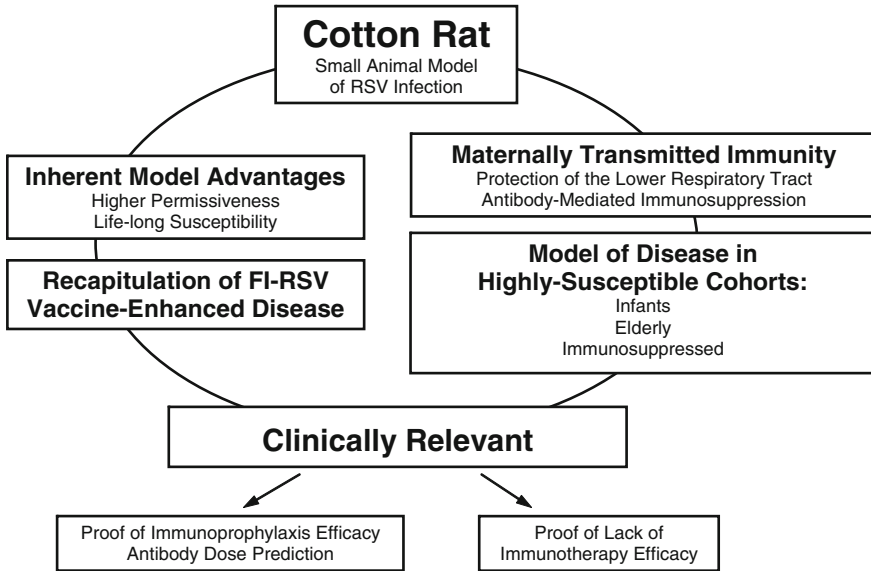 Cotton Rat
Small Animal Model
of RSV Infection
Inherent Model Advantages
Higher Permissiveness
Life-long Susceptibility
Recapitulation of FI-RSV
Vaccine-Enhanced Disease
Maternally Transmitted Immunity
Protection of the Lower Respiratory Tract
Antibody-Mediated Immunosuppression
Model of Disease in
Highly-Susceptible Cohorts:
Infants
Elderly
Immunosuppressed
Clinically Relevant
Proof of Immunoprophylaxis Efficacy
Antibody Dose Prediction
Proof of Lack of
Immunotherapy Efficacy